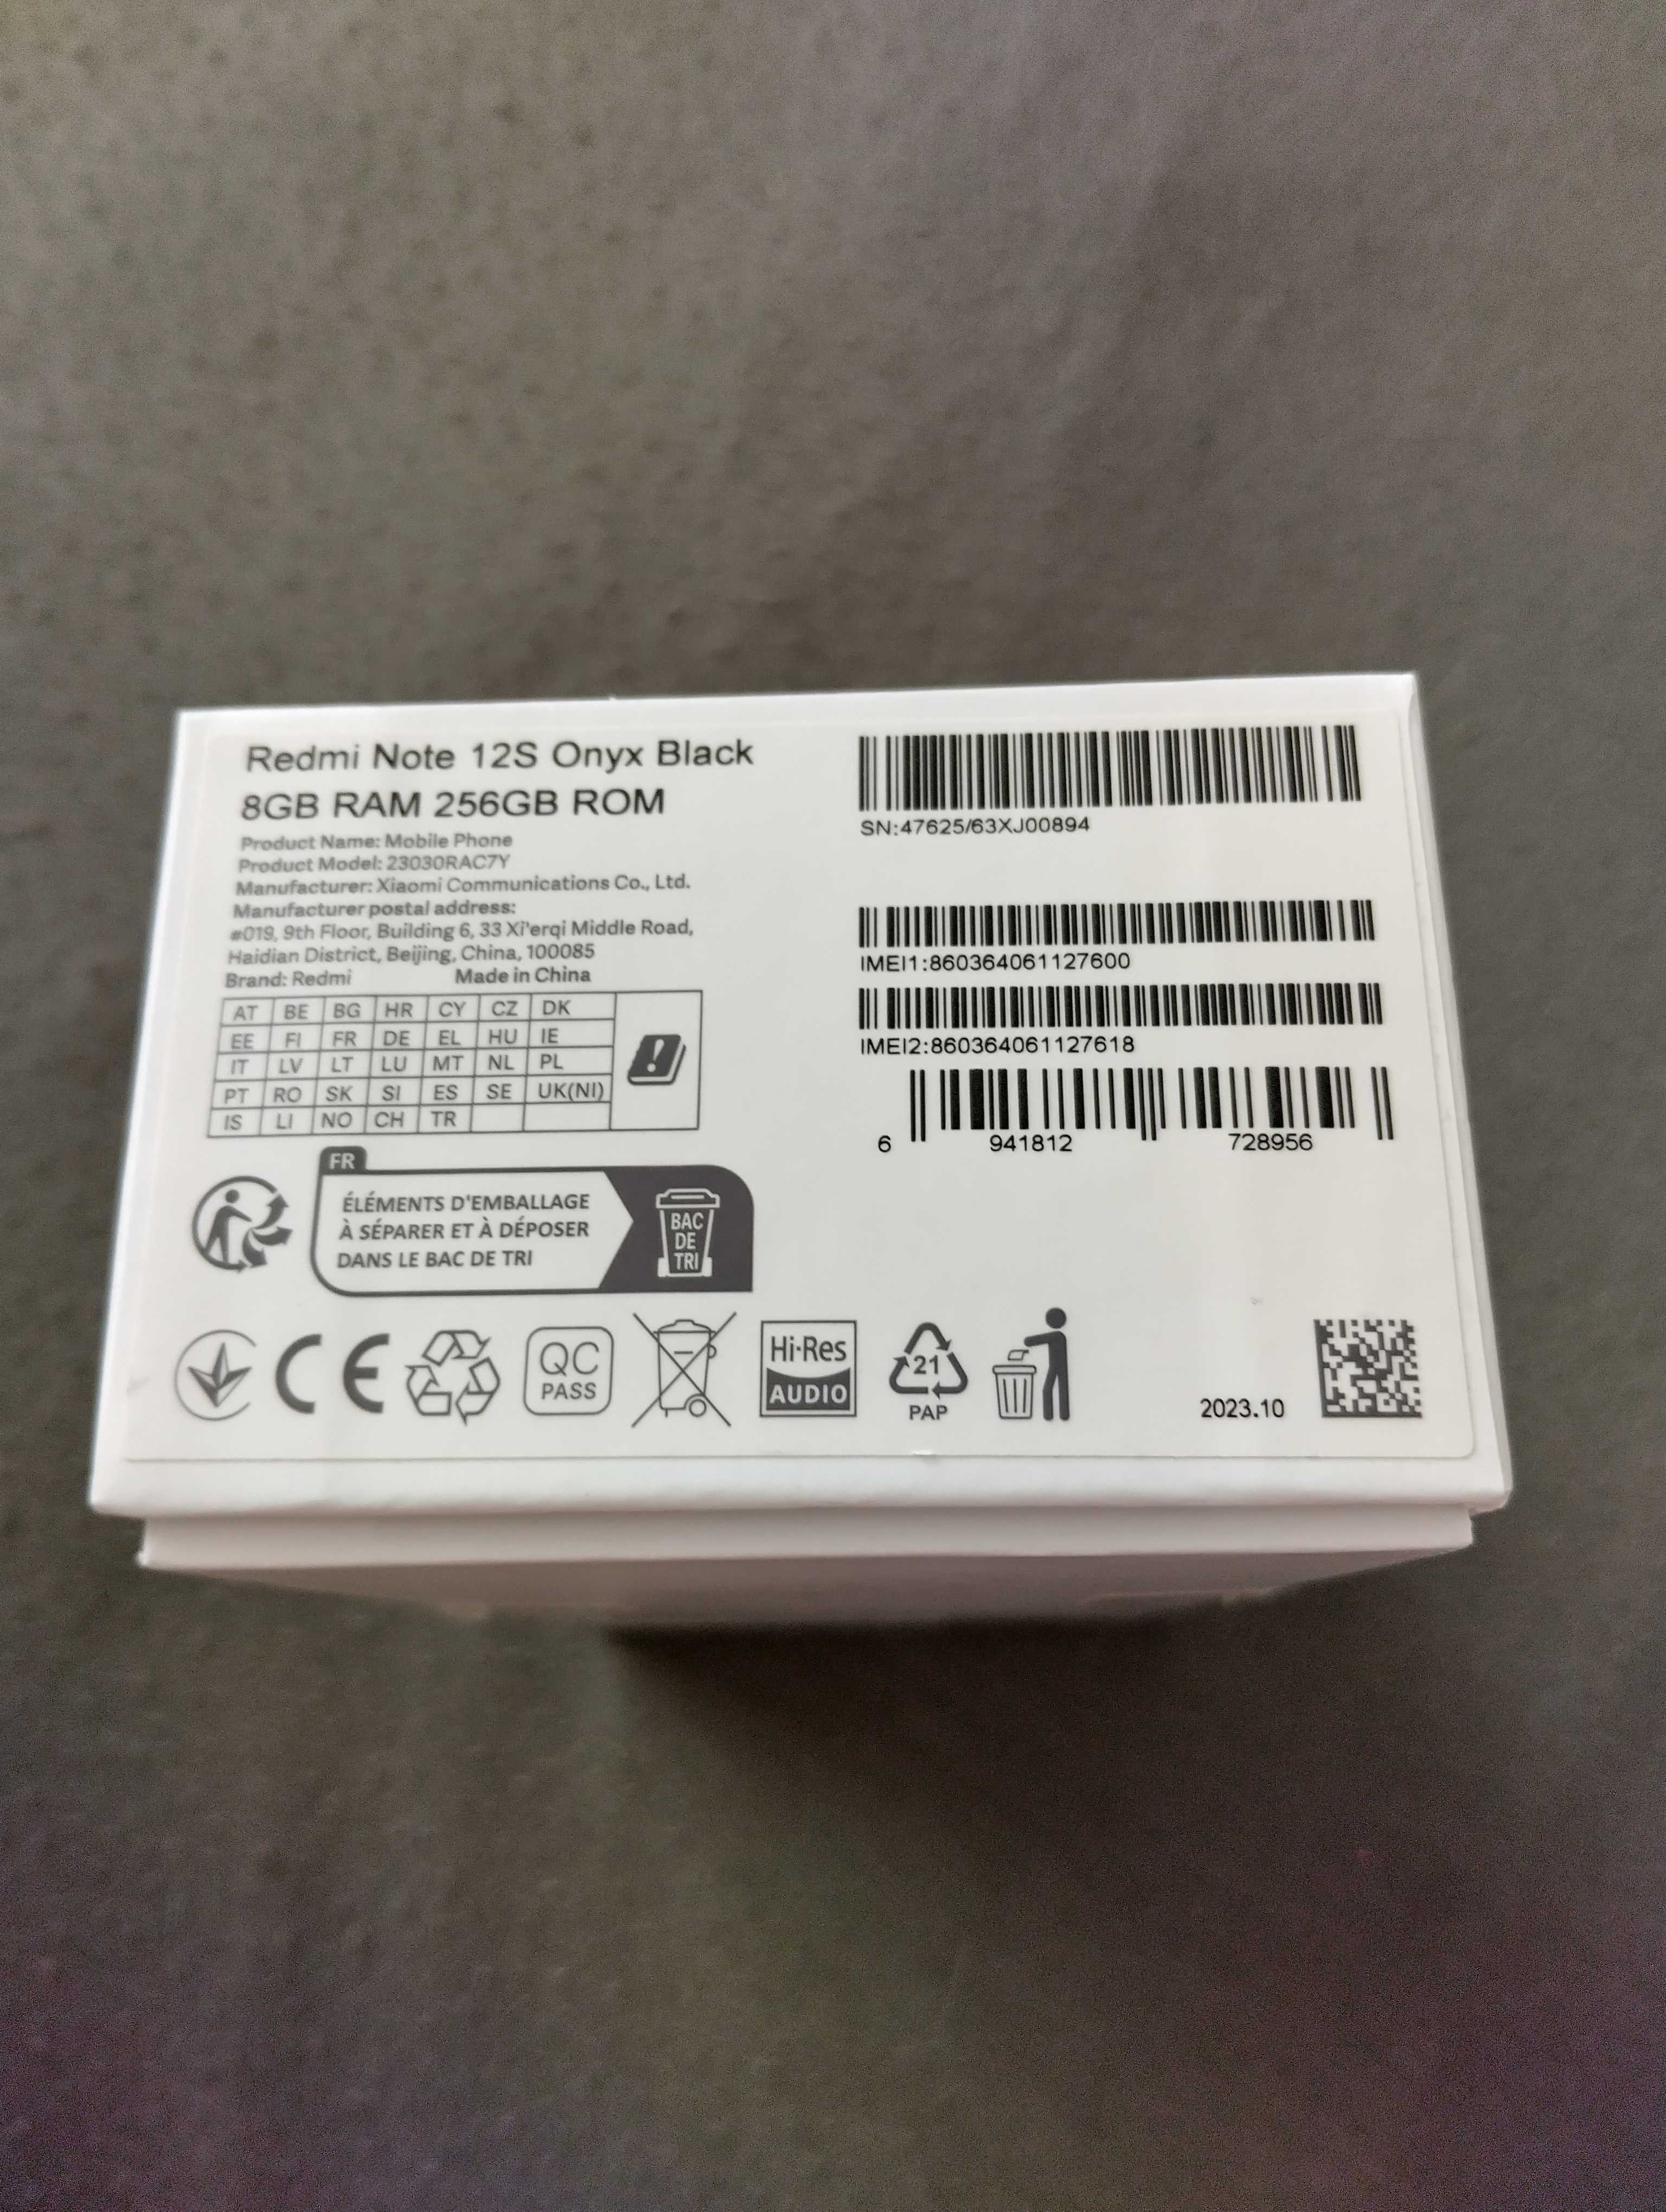 Redmi Note 12S Onyx Black
8GB RAM 256GB ROM
Product Name: Mobile Phone
Product Model: 23030RAC7Y
Manufacturer: Xiaomi Communications Co., Ltd.
Manufacturer postal address:
#019, 9th Floor, Building 6, 33 Xi'erqi Middle Road,
Haidian District, Beijing, China, 100085
Brand: Redmi Made in China
AT BE BG HR CY CZ DK
EE FI FR DE EL HU IE
IT LV LT LU MT NL PL
PT RO SK SI ES SE UK(NI)
IS LI NO CH TR
!
FR
ÉLÉMENTS D'EMBALLAGE
À SÉPARER ET À DÉPOSER
DANS LE BAC DE TRI
BAC
DE
TRI
CE
QC
PASS
Hi-Res
AUDIO
21
PAP
SN:47625/63XJ00894
IMEI1:860364061127600
IMEI2:860364061127618
6 941812 728956
2023.10